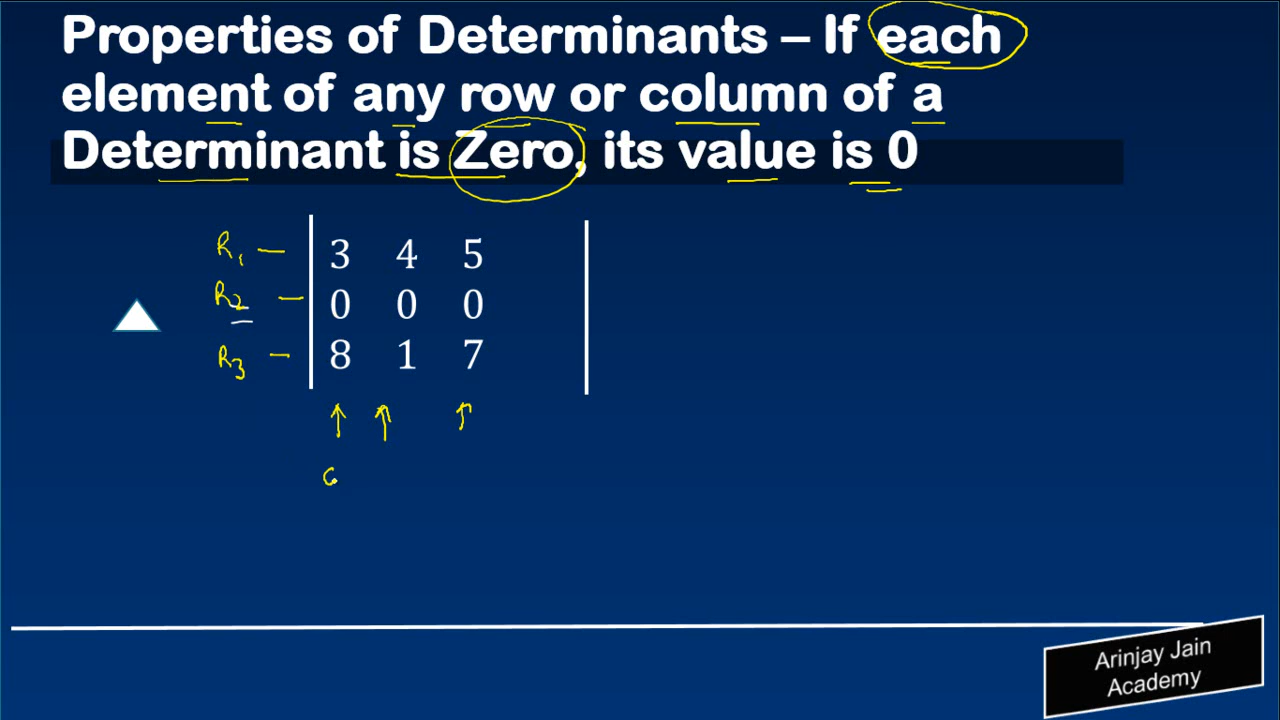 Properties of Determinants – If each
element of any row or column of a
Determinant is Zero, its value is 0
R1 – 3 4 5
R2 – 0 0 0
R3 – 8 1 7
Arinjay Jain
Academy